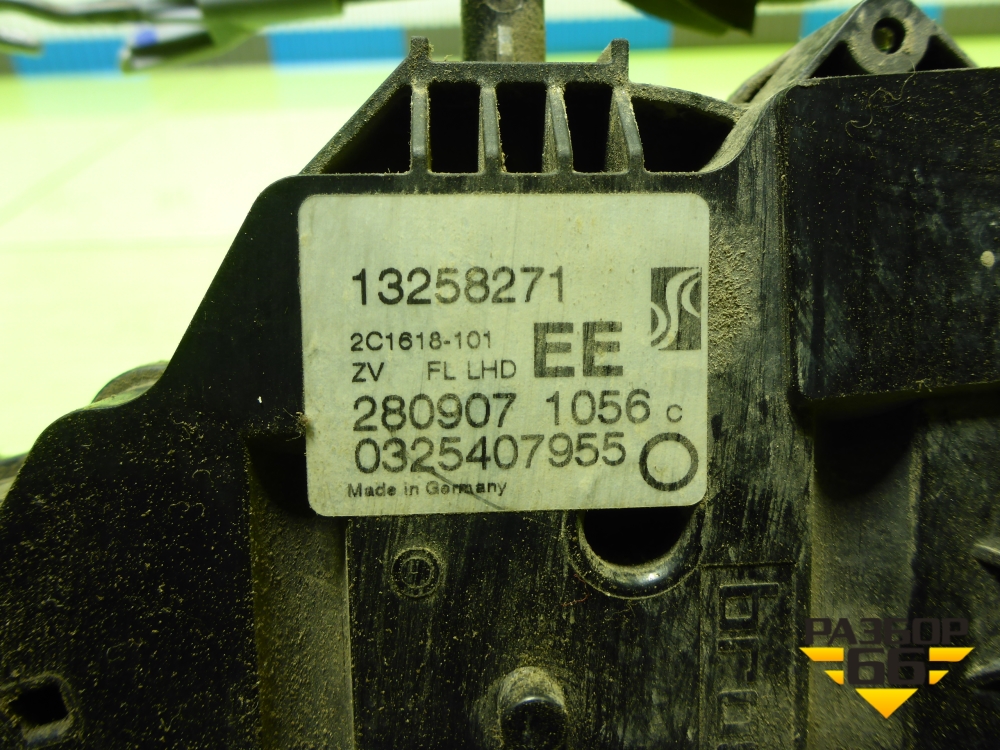 13258271
2C1618-101
EE
ZV FL LHD
280907 1056 C
0325407955
Made in Germany
РАЗБОР
66